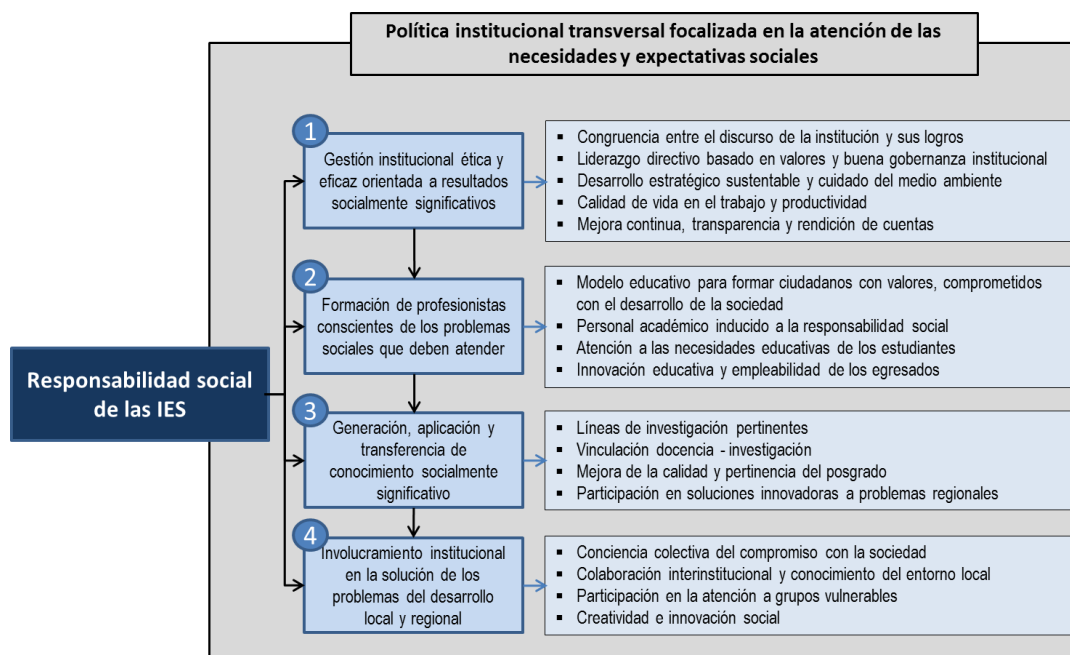 Política institucional transversal focalizada en la atención de las
necesidades y expectativas sociales
Responsabilidad social
de las IES
1
Gestión institucional ética y
eficaz orientada a resultados
socialmente significativos
▪ Congruencia entre el discurso de la institución y sus logros
▪ Liderazgo directivo basado en valores y buena gobernanza institucional
▪ Desarrollo estratégico sustentable y cuidado del medio ambiente
▪ Calidad de vida en el trabajo y productividad
▪ Mejora continua, transparencia y rendición de cuentas
2
Formación de profesionistas
conscientes de los problemas
sociales que deben atender
▪ Modelo educativo para formar ciudadanos con valores, comprometidos
con el desarrollo de la sociedad
▪ Personal académico inducido a la responsabilidad social
▪ Atención a las necesidades educativas de los estudiantes
▪ Innovación educativa y empleabilidad de los egresados
3
Generación, aplicación y
transferencia de
conocimiento socialmente
significativo
▪ Líneas de investigación pertinentes
▪ Vinculación docencia - investigación
▪ Mejora de la calidad y pertinencia del posgrado
▪ Participación en soluciones innovadoras a problemas regionales
4
Involucramiento institucional
en la solución de los
problemas del desarrollo
local y regional
▪ Conciencia colectiva del compromiso con la sociedad
▪ Colaboración interinstitucional y conocimiento del entorno local
▪ Participación en la atención a grupos vulnerables
▪ Creatividad e innovación social